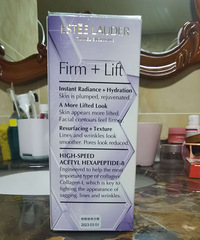 ESTĒE LAUDER
Firm + Lift
Instant Radiance + Hydration
Skin is plumped, rejuvenated.
A More Lifted Look
Skin appears more lifted.
Facial contours feel firmer.
Resurfacing + Texture
Lines and wrinkles look
smoother. Pores look reduced.
HIGH-SPEED
ACETYL HEXAPEPTIDE-8
Engineered to help the most
important type of collagen -
Collagen I, which is key to
fighting the appearance of
sagging, lines and wrinkles.